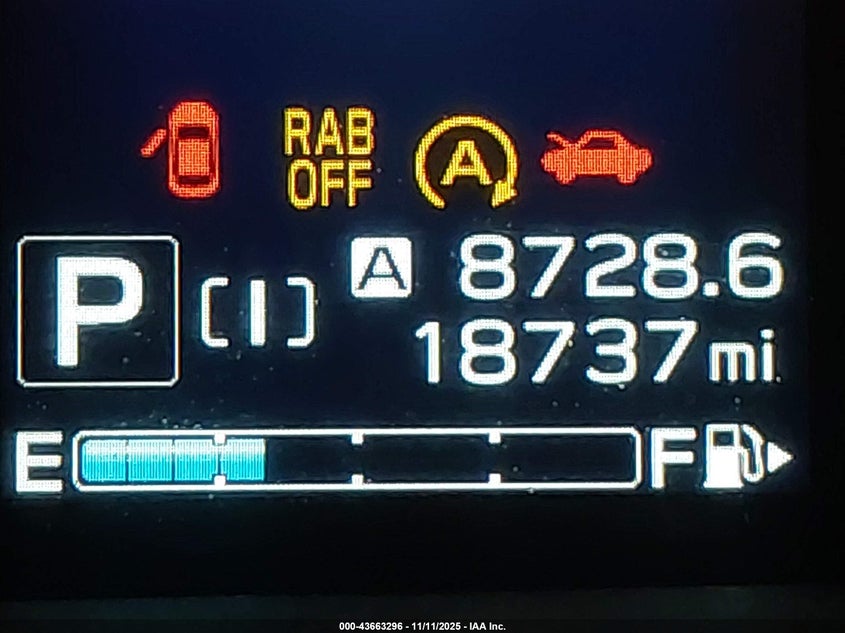 RAB
OFF
A
P [I] A 8728.6
18737 mi
E F
000-43663296 - 11/11/2025 - IAA Inc.